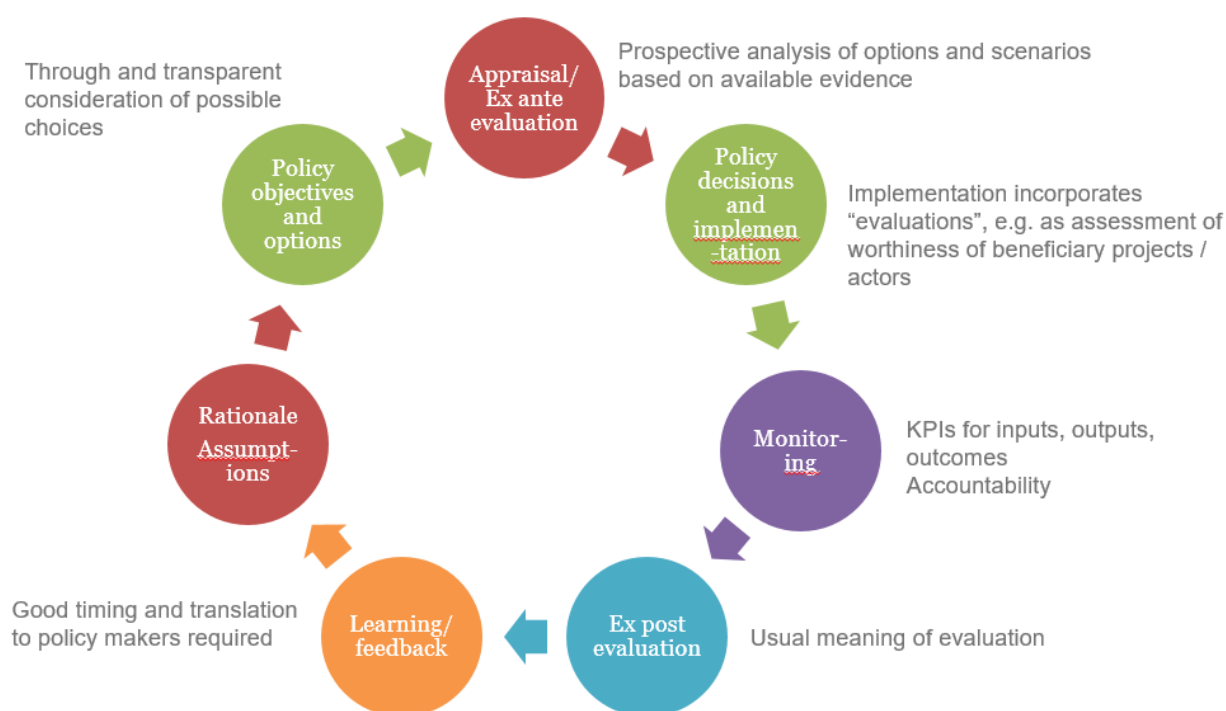 Appraisal/
Ex ante
evaluation
Prospective analysis of options and scenarios
based on available evidence
Policy
decisions
and
implemen
-tation
Implementation incorporates
“evaluations”, e.g. as assessment of
worthiness of beneficiary projects /
actors
Monitor-
ing
KPIs for inputs, outputs,
outcomes
Accountability
Ex post
evaluation
Usual meaning of evaluation
Learning/
feedback
Good timing and translation
to policy makers required
Rationale
Assumpt-
ions
Policy
objectives
and
options
Through and transparent
consideration of possible
choices